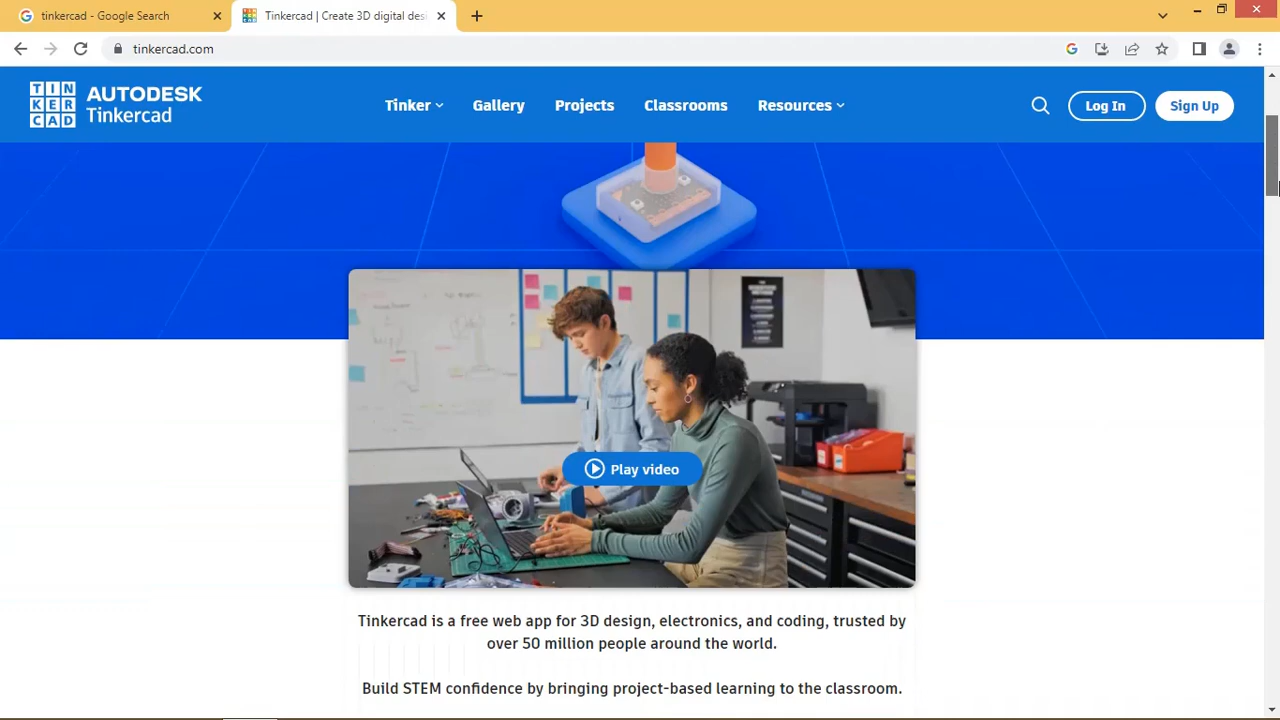 tinkercad - Google Search
Tinkercad | Create 3D digital desi
tinkercad.com
TIN
KER
CAD
AUTODESK
Tinkercad
Tinker
Gallery
Projects
Classrooms
Resources
Log In
Sign Up
Play video
Tinkercad is a free web app for 3D design, electronics, and coding, trusted by
over 50 million people around the world.
Build STEM confidence by bringing project-based learning to the classroom.